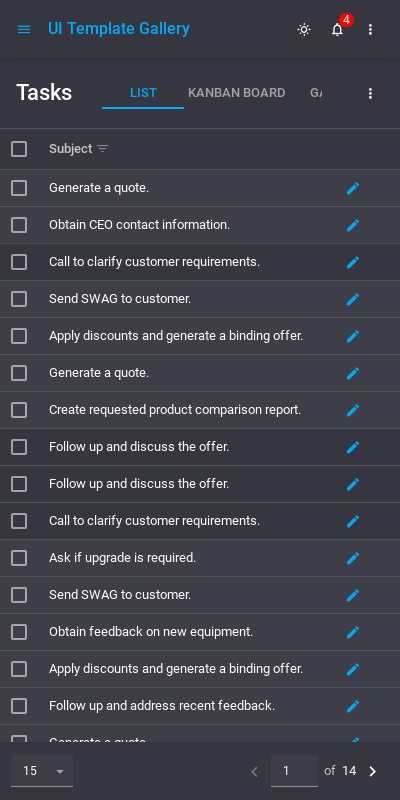 UI Template Gallery
4
Tasks
LIST
KANBAN BOARD
Subject
Generate a quote.
Obtain CEO contact information.
Call to clarify customer requirements.
Send SWAG to customer.
Apply discounts and generate a binding offer.
Generate a quote.
Create requested product comparison report.
Follow up and discuss the offer.
Follow up and discuss the offer.
Call to clarify customer requirements.
Ask if upgrade is required.
Send SWAG to customer.
Obtain feedback on new equipment.
Apply discounts and generate a binding offer.
Follow up and address recent feedback.
Generate a quote.
15
1 of 14